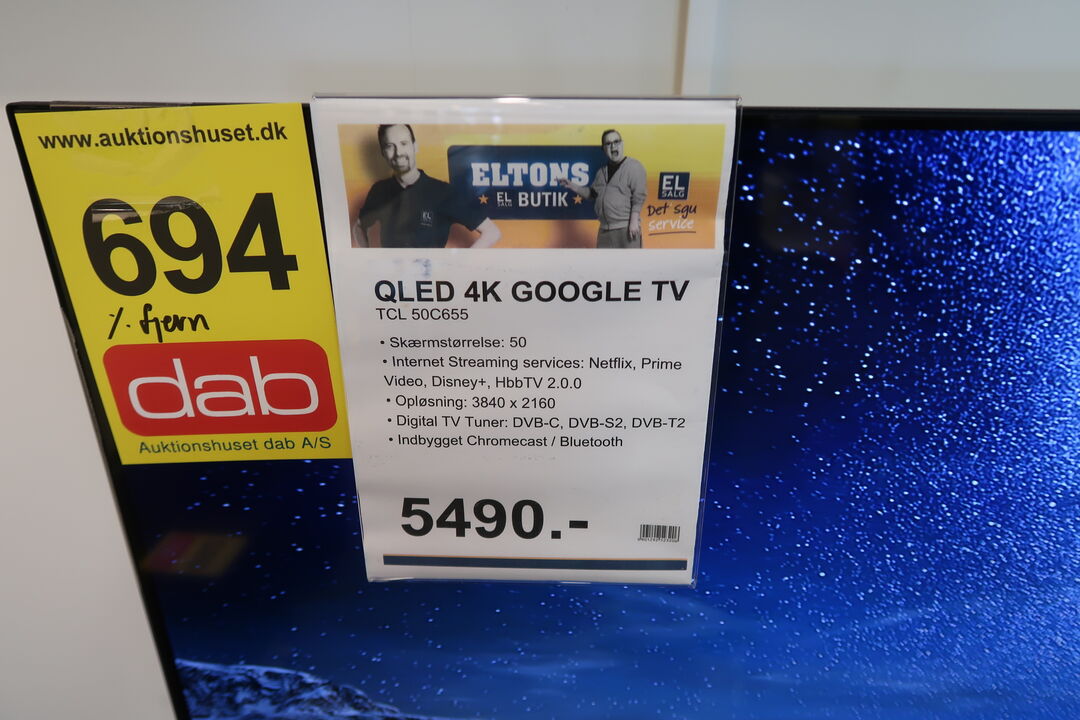 www.auktionshuset.dk
694
./. fjern
dab
Auktionshuset dab A/S
ELTONS
EL SALG BUTIK
EL
SALG
Det sgu
service
QLED 4K GOOGLE TV
TCL 50C655
• Skærmstørrelse: 50
• Internet Streaming services: Netflix, Prime
Video, Disney+, HbbTV 2.0.0
• Opløsning: 3840 x 2160
• Digital TV Tuner: DVB-C, DVB-S2, DVB-T2
• Indbygget Chromecast / Bluetooth
5490.-